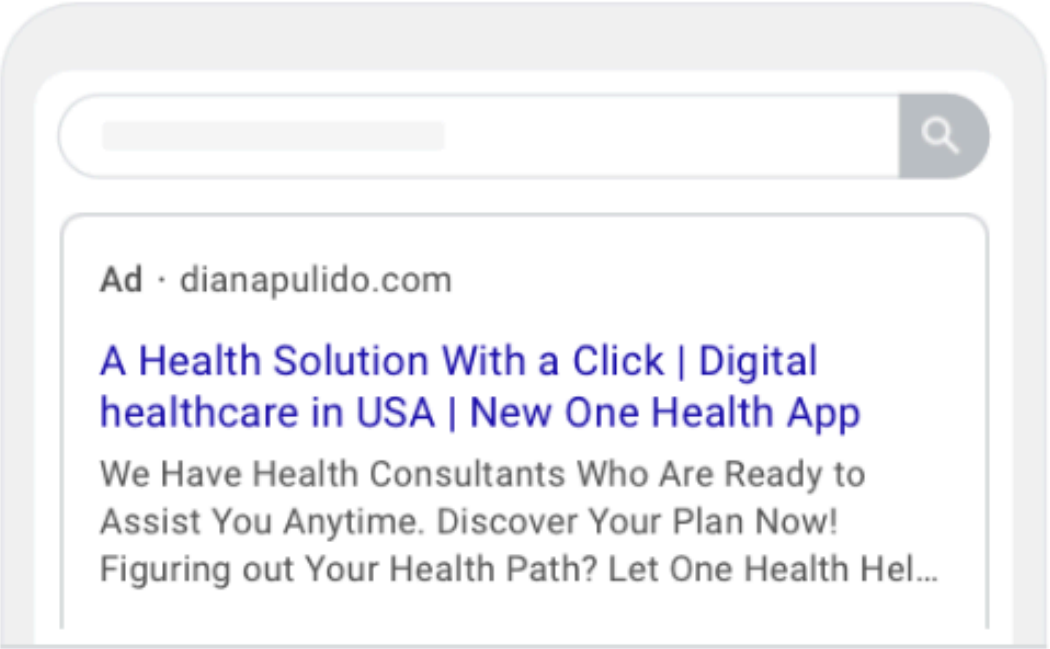 Ad · dianapulido.com
A Health Solution With a Click | Digital
healthcare in USA | New One Health App
We Have Health Consultants Who Are Ready to
Assist You Anytime. Discover Your Plan Now!
Figuring out Your Health Path? Let One Health Hel...